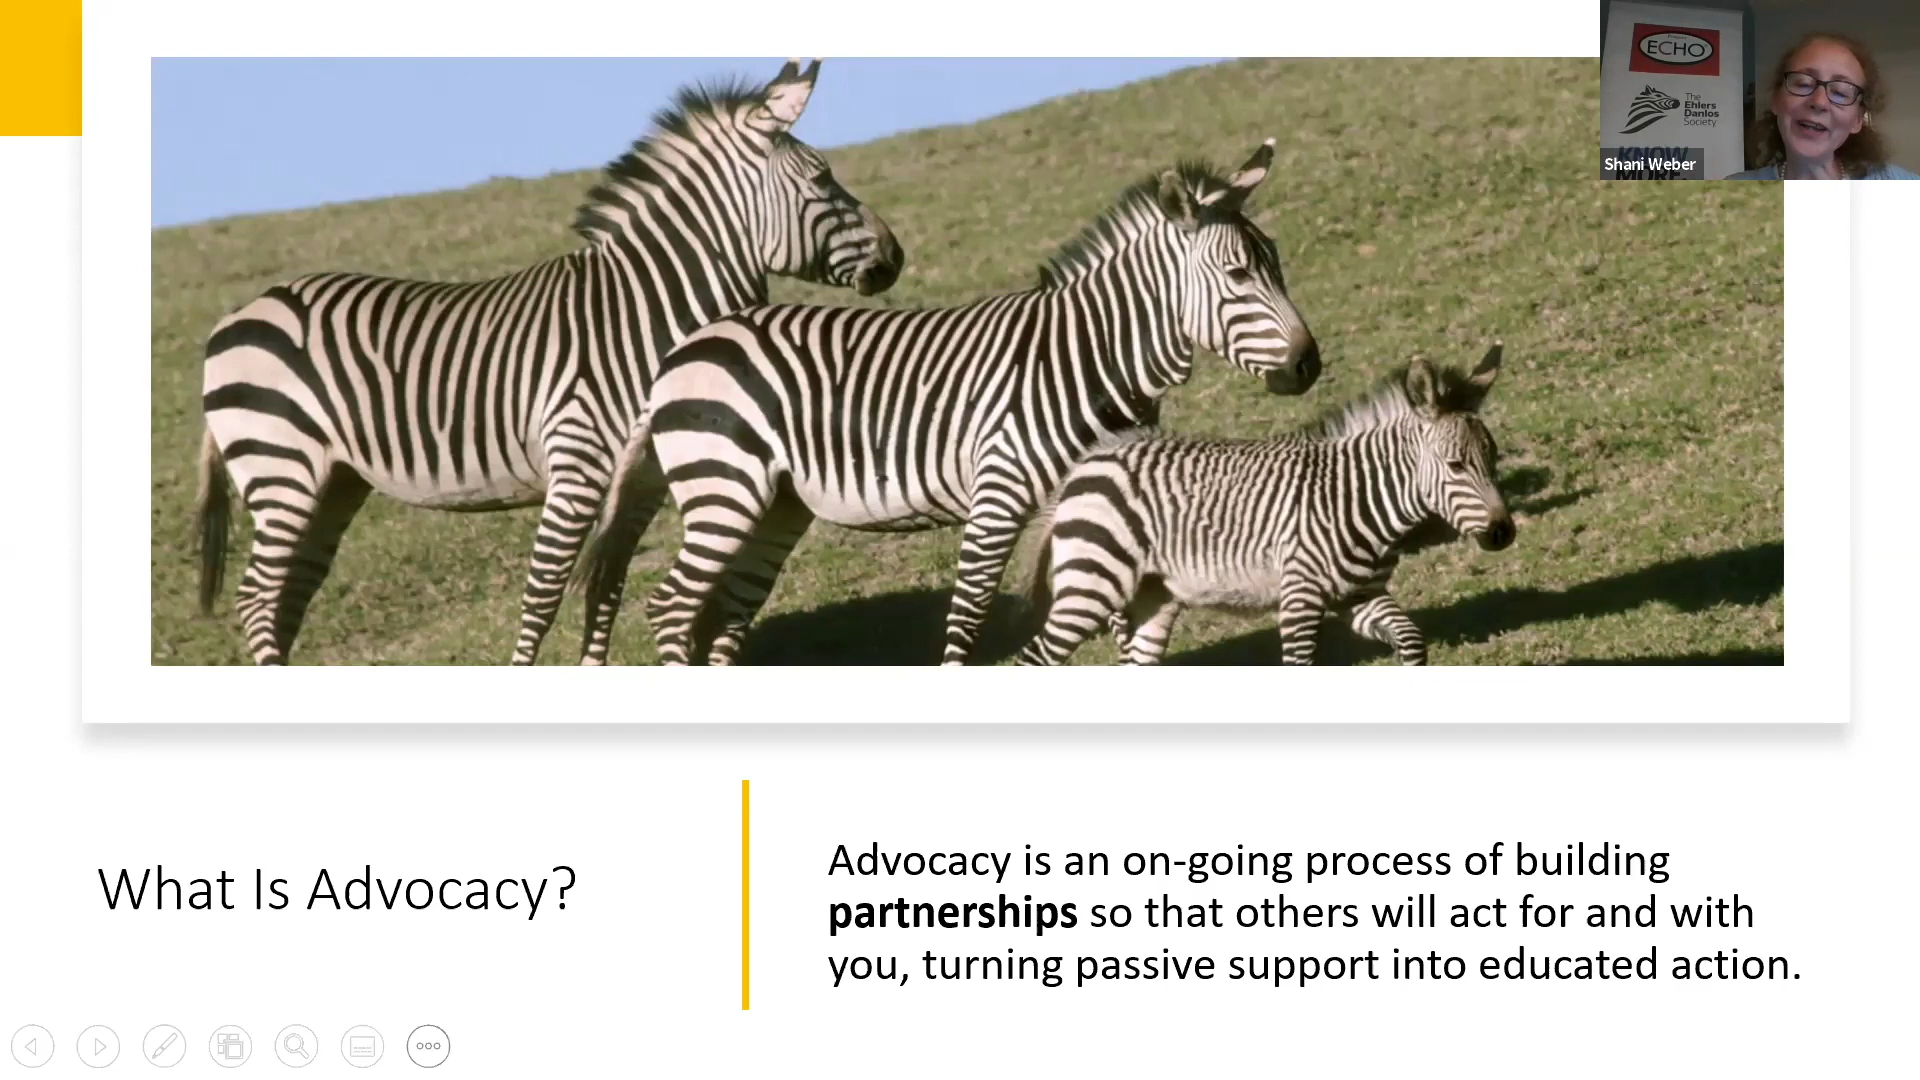 Project
ECHO
The
Ehlers
Danlos
Society
KNOW
MORE.
Shani Weber
What Is Advocacy?
Advocacy is an on-going process of building
partnerships so that others will act for and with
you, turning passive support into educated action.